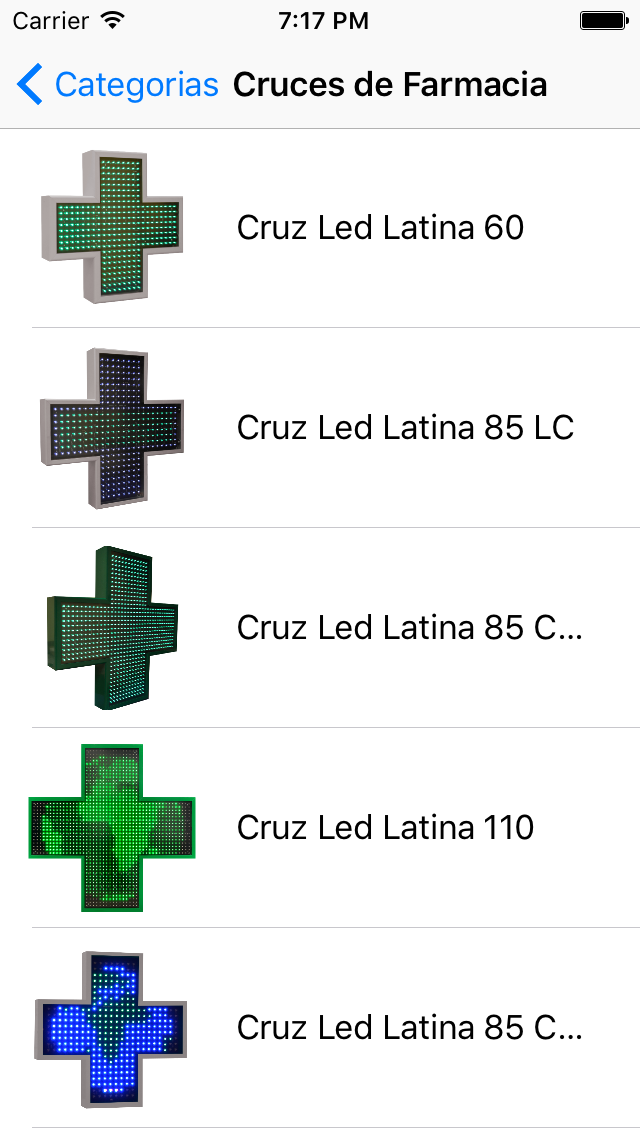 Carrier 7:17 PM
Categorias Cruces de Farmacia
Cruz Led Latina 60
Cruz Led Latina 85 LC
Cruz Led Latina 85 C...
Cruz Led Latina 110
Cruz Led Latina 85 C...